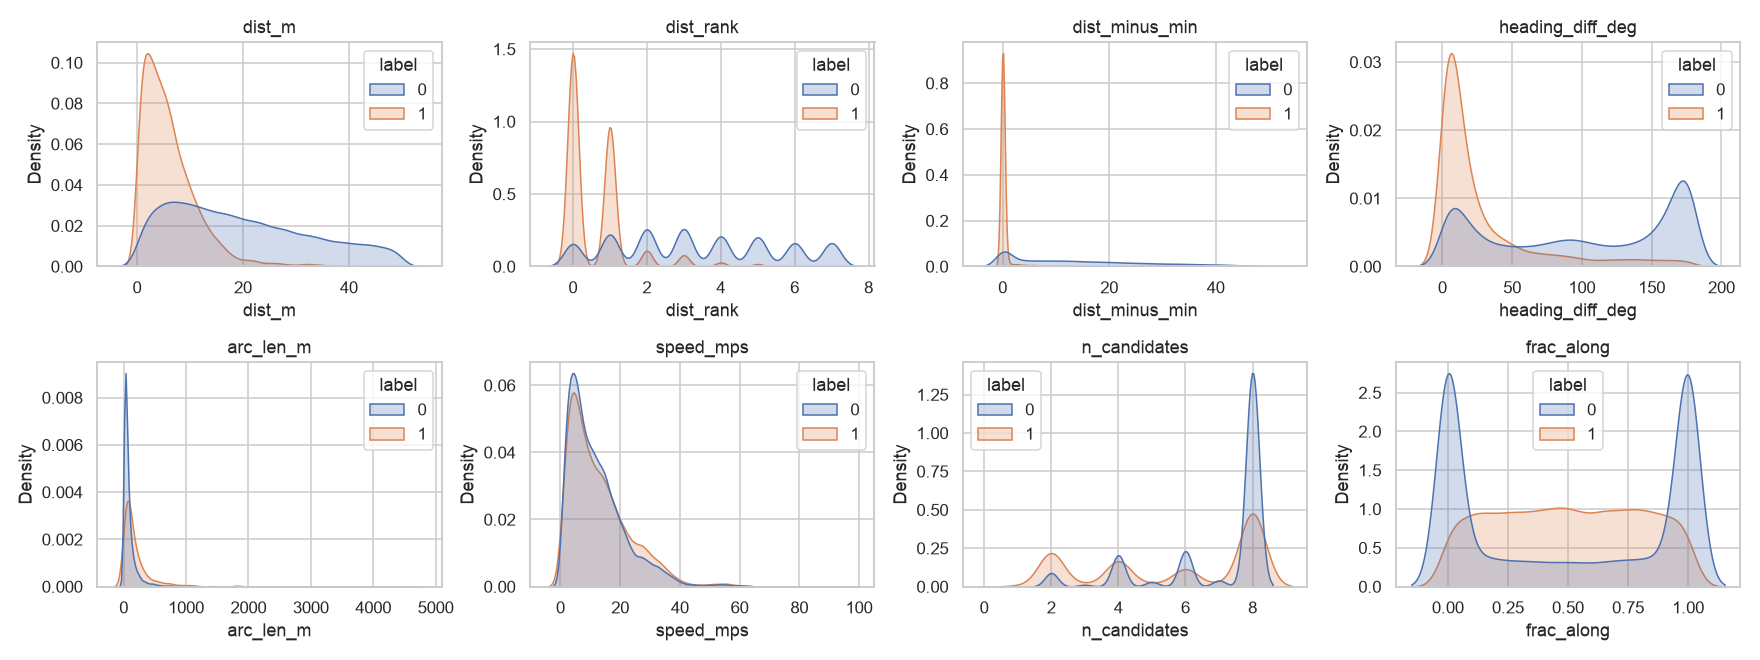 dist_m
label
0
1
Density
0.10
0.08
0.06
0.04
0.02
0.00
0 20 40
dist_m
dist_rank
label
0
1
Density
1.5
1.0
0.5
0.0
0 2 4 6 8
dist_rank
dist_minus_min
label
0
1
Density
0.8
0.6
0.4
0.2
0.0
0 20 40
dist_minus_min
heading_diff_deg
label
0
1
Density
0.03
0.02
0.01
0.00
0 50 100 150 200
heading_diff_deg
arc_len_m
label
0
1
Density
0.008
0.006
0.004
0.002
0.000
0 1000 2000 3000 4000 5000
arc_len_m
speed_mps
label
0
1
Density
0.06
0.04
0.02
0.00
0 20 40 60 80 100
speed_mps
n_candidates
label
0
1
Density
1.25
1.00
0.75
0.50
0.25
0.00
0 2 4 6 8
n_candidates
frac_along
label
0
1
Density
2.5
2.0
1.5
1.0
0.5
0.0
0.00 0.25 0.50 0.75 1.00
frac_along